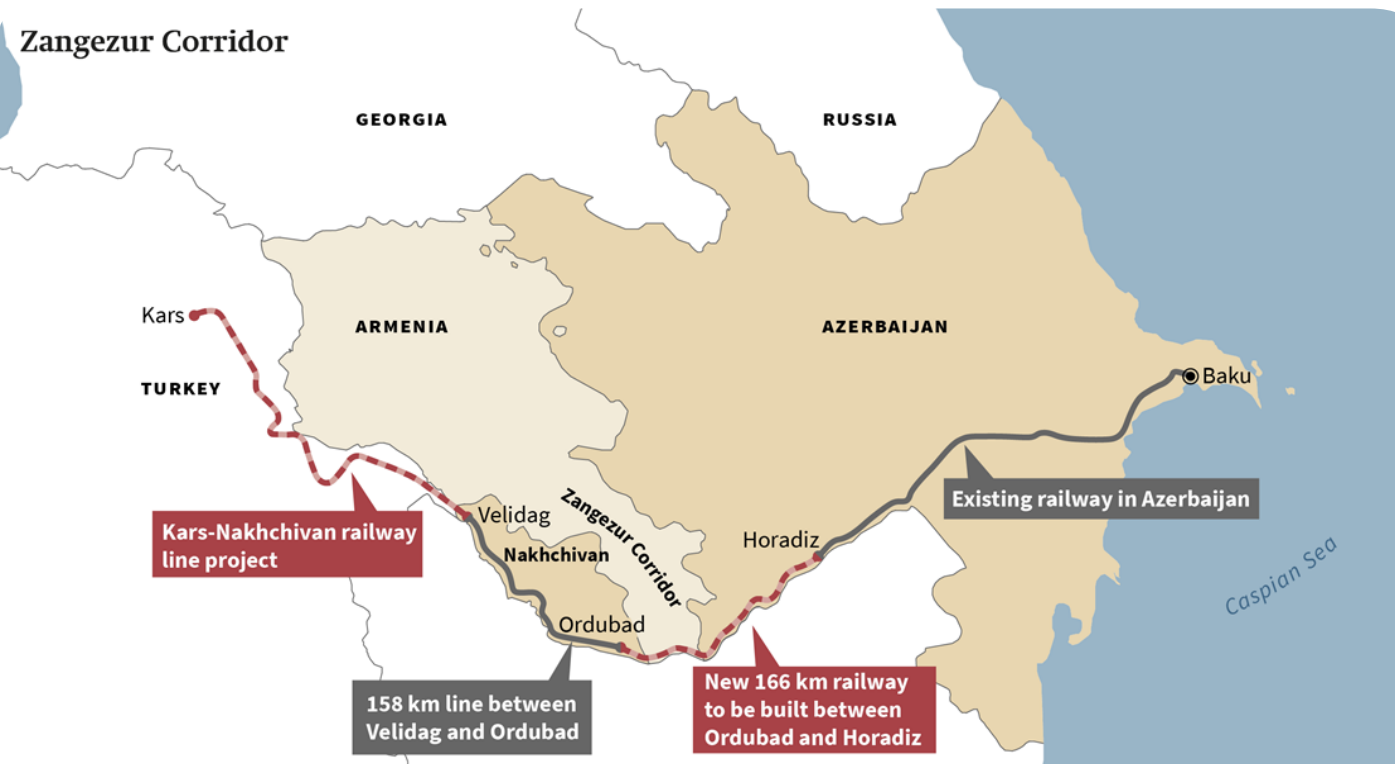 Zangezur Corridor
GEORGIA
RUSSIA
Kars
ARMENIA
AZERBAIJAN
TURKEY
Baku
Existing railway in Azerbaijan
Zangezur Corridor
Velidag
Kars-Nakhchivan railway
line project
Horadiz
Nakhchivan
Caspian Sea
Ordubad
158 km line between
Velidag and Ordubad
New 166 km railway
to be built between
Ordubad and Horadiz